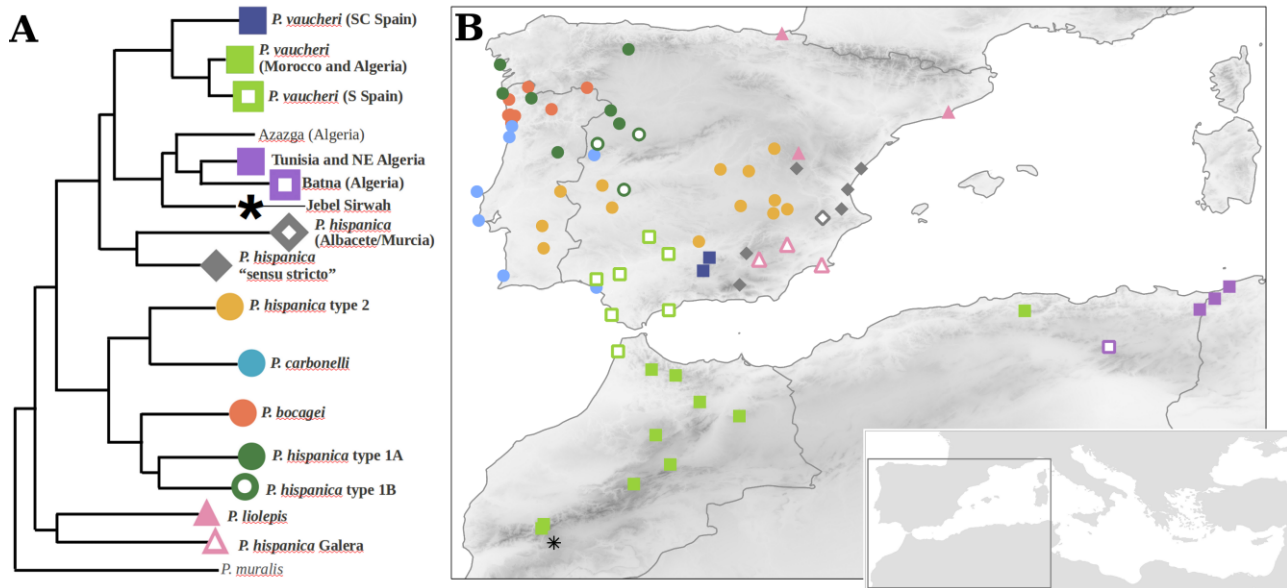 A
B
P. vaucheri (SC Spain)
P. vaucheri
(Morocco and Algeria)
P. vaucheri (S Spain)
Azazga (Algeria)
Tunisia and NE Algeria
Batna (Algeria)
Jebel Sirwah
P. hispanica
(Albacete/Murcia)
P. hispanica
“sensu stricto”
P. hispanica type 2
P. carbonelli
P. bocagei
P. hispanica type 1A
P. hispanica type 1B
P. liolepis
P. hispanica Galera
P. muralis